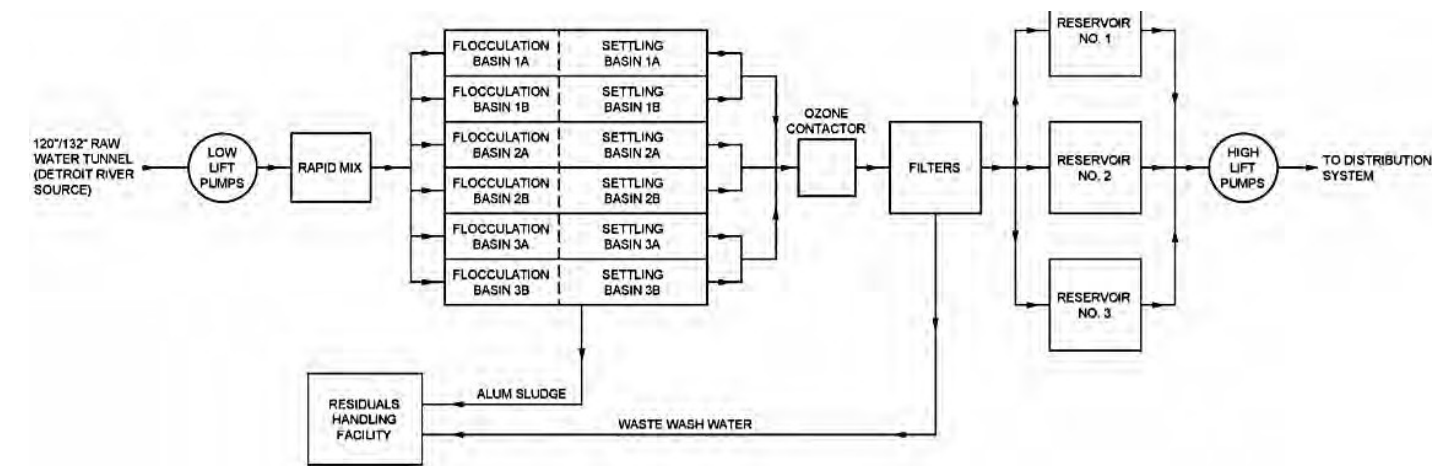 120"/132" RAW
WATER TUNNEL
(DETROIT RIVER
SOURCE)
LOW
LIFT
PUMPS
RAPID MIX
FLOCCULATION
BASIN 1A
SETTLING
BASIN 1A
FLOCCULATION
BASIN 1B
SETTLING
BASIN 1B
FLOCCULATION
BASIN 2A
SETTLING
BASIN 2A
FLOCCULATION
BASIN 2B
SETTLING
BASIN 2B
FLOCCULATION
BASIN 3A
SETTLING
BASIN 3A
FLOCCULATION
BASIN 3B
SETTLING
BASIN 3B
OZONE
CONTACTOR
FILTERS
RESERVOIR
NO. 1
RESERVOIR
NO. 2
RESERVOIR
NO. 3
HIGH
LIFT
PUMPS
TO DISTRIBUTION
SYSTEM
RESIDUALS
HANDLING
FACILITY
ALUM SLUDGE
WASTE WASH WATER